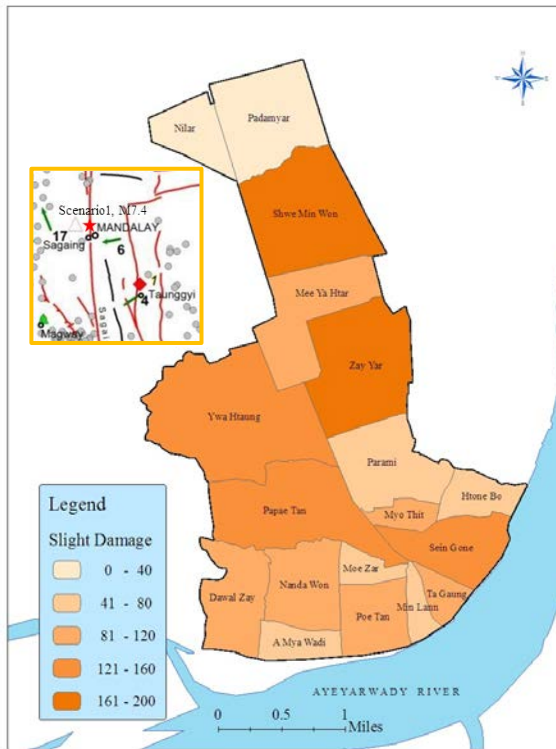 Nilar
Padamyar
Scenario1, M7.4
MANDALAY
Sagaing
17
6
4
Taunggyi
Sagai
Magway
Shwe Min Won
Mee Ya Htar
Zay Yar
Ywa Htaung
Parami
Htone Bo
Myo Thit
Papae Tan
Sein Gone
Moe Zar
Dawal Zay
Nanda Won
Ta Gaung
Min Lann
Poe Tan
A Mya Wadi
Legend
Slight Damage
0 - 40
41 - 80
81 - 120
121 - 160
161 - 200
AYEYARWADY RIVER
0 0.5 1
Miles